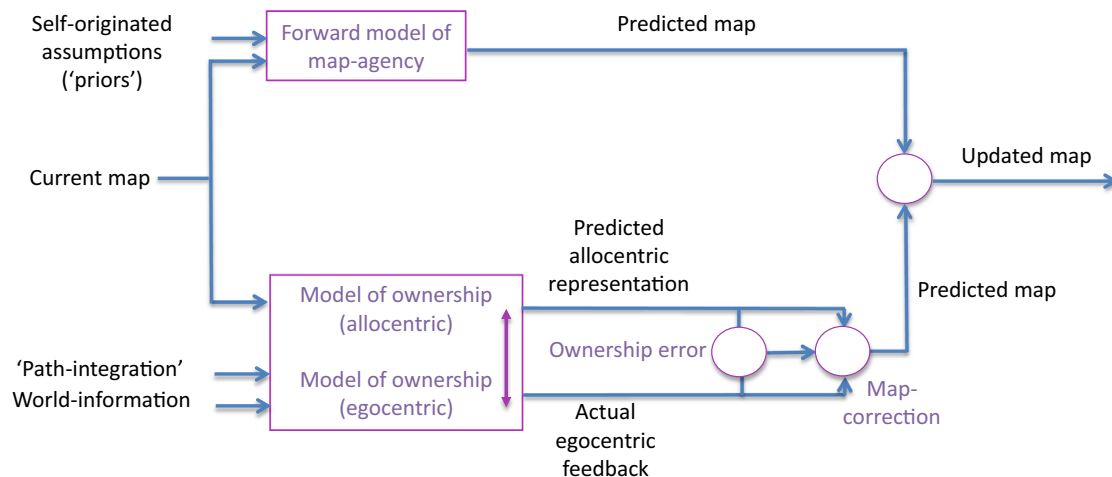 Self-originated
assumptions
(‘priors’)
Forward model of
map-agency
Predicted map
Current map
Updated map
Predicted
allocentric
representation
Model of ownership
(allocentric)
Predicted map
Ownership error
‘Path-integration’
World-information
Model of ownership
(egocentric)
Map-
correction
Actual
egocentric
feedback